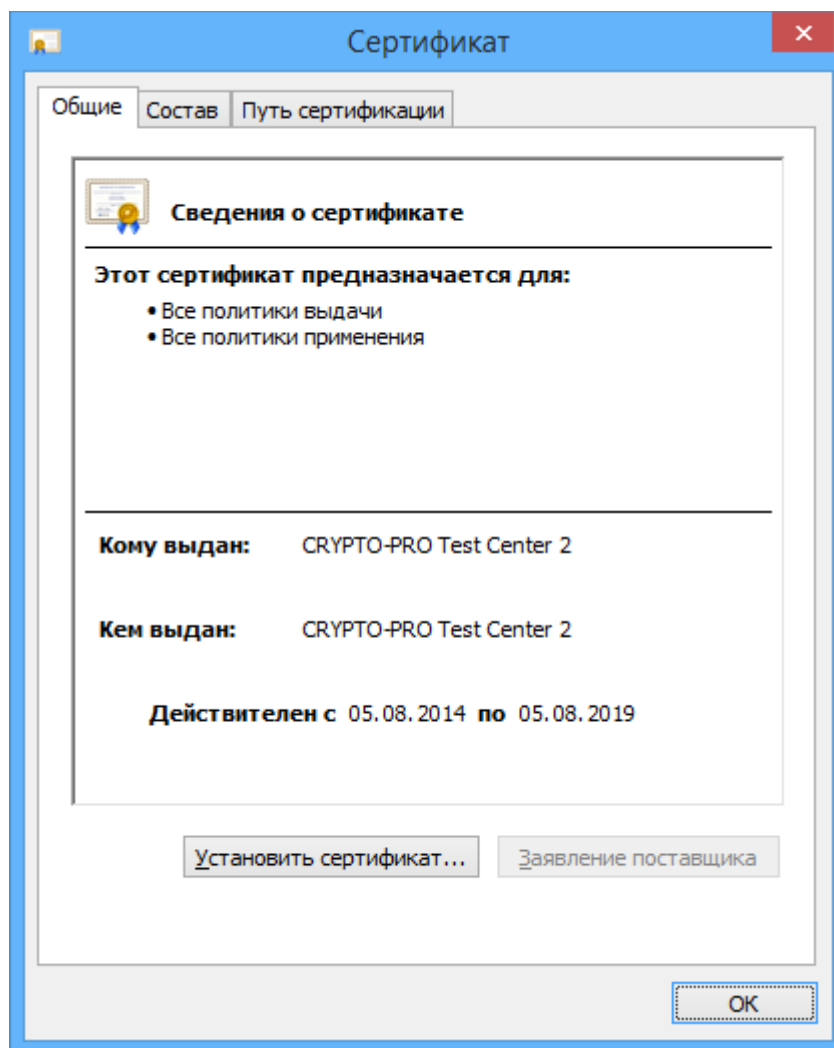 Сертификат
Общие Состав Путь сертификации
Сведения о сертификате
Этот сертификат предназначается для:
• Все политики выдачи
• Все политики применения
Кому выдан: CRYPTO-PRO Test Center 2
Кем выдан: CRYPTO-PRO Test Center 2
Действителен с 05.08.2014 по 05.08.2019
Установить сертификат... Заявление поставщика
ОК